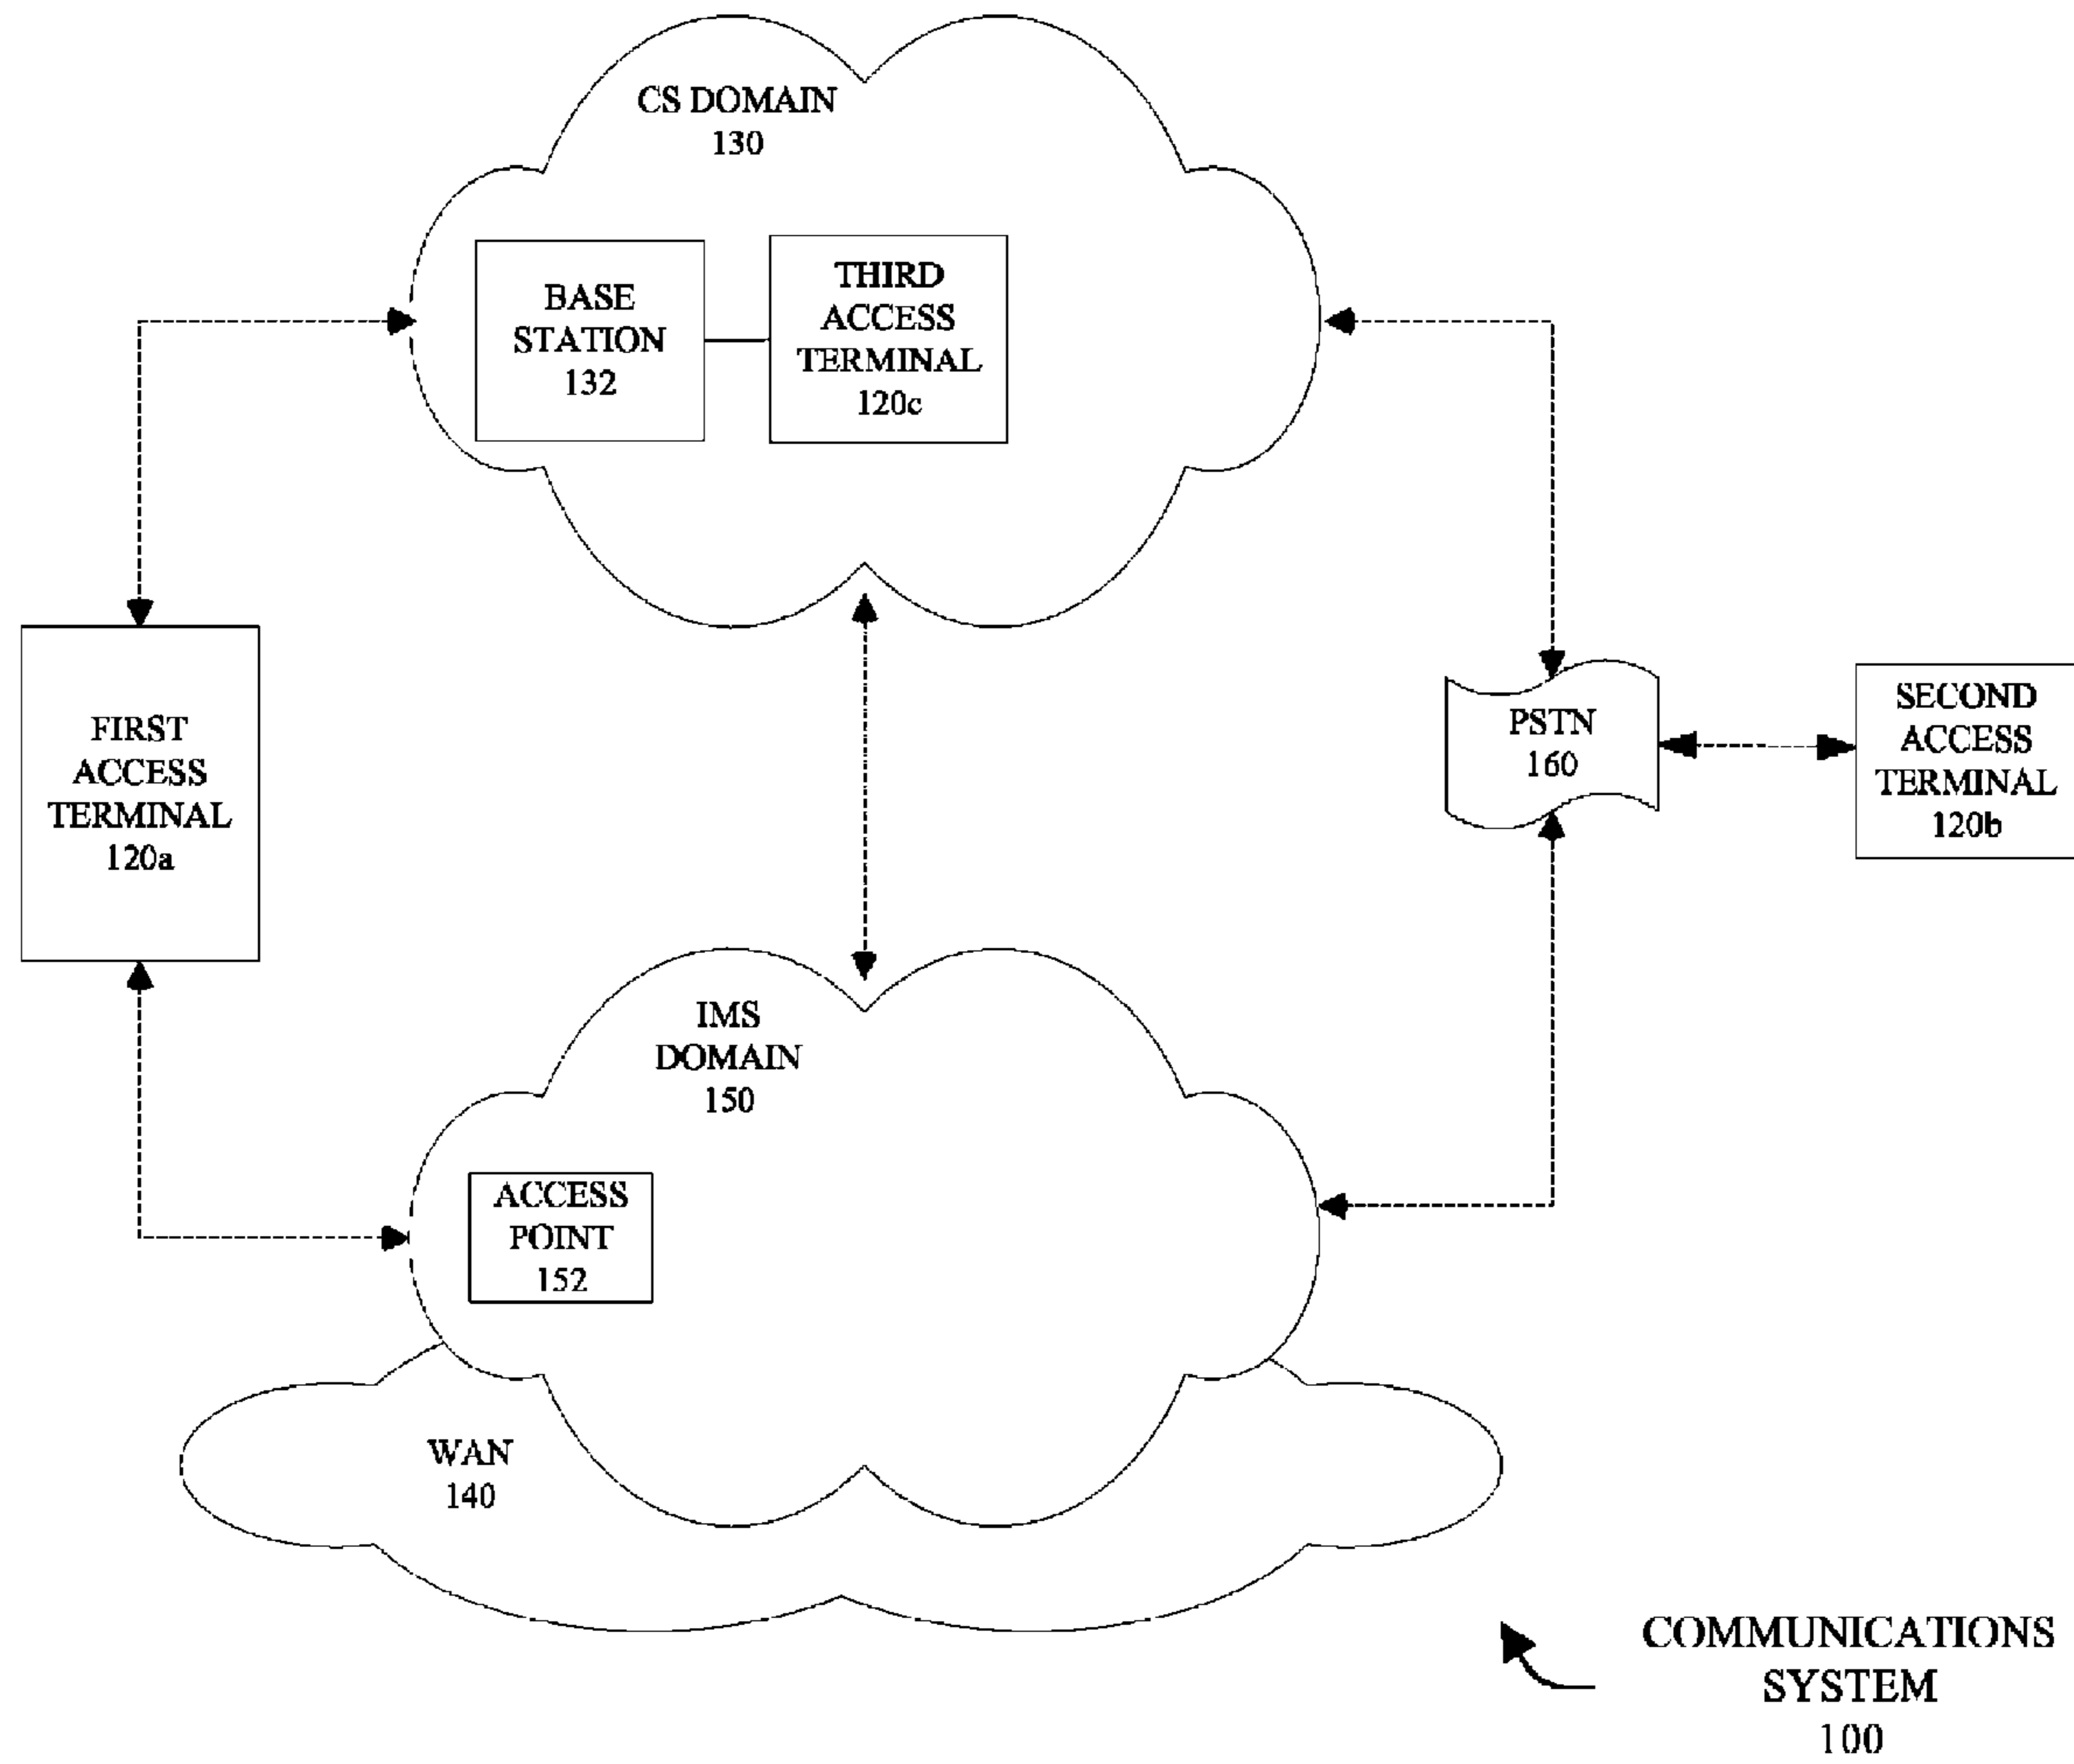 CS DOMAIN
130
BASE
STATION
132
THIRD
ACCESS
TERMINAL
120c
FIRST
ACCESS
TERMINAL
120a
PSTN
160
SECOND
ACCESS
TERMINAL
120b
IMS
DOMAIN
150
ACCESS
POINT
152
WAN
140
COMMUNICATIONS
SYSTEM
100